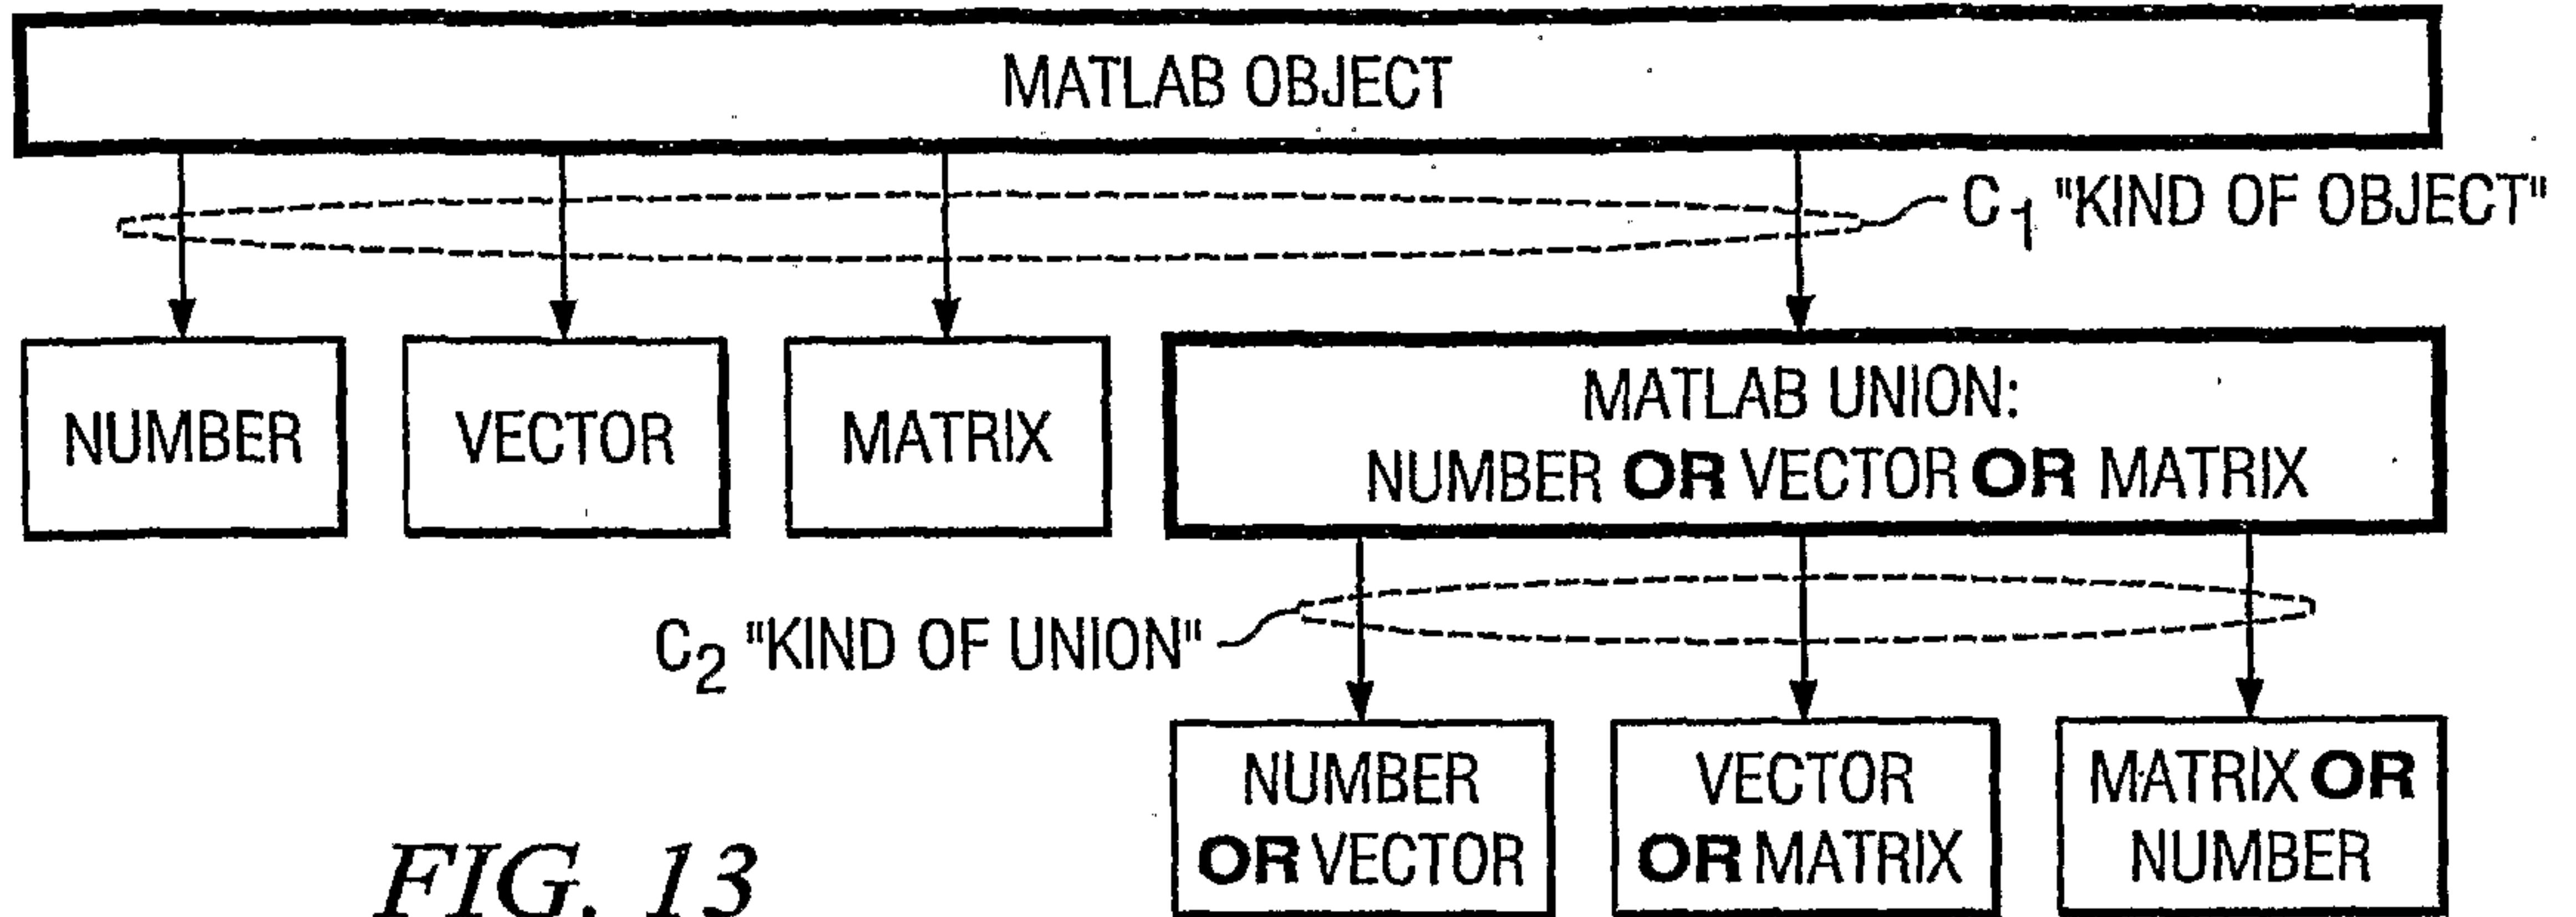 MATLAB OBJECT
C1 "KIND OF OBJECT"
NUMBER
VECTOR
MATRIX
MATLAB UNION:
NUMBER OR VECTOR OR MATRIX
C2 "KIND OF UNION"
NUMBER
OR VECTOR
VECTOR
OR MATRIX
MATRIX OR
NUMBER
FIG. 13